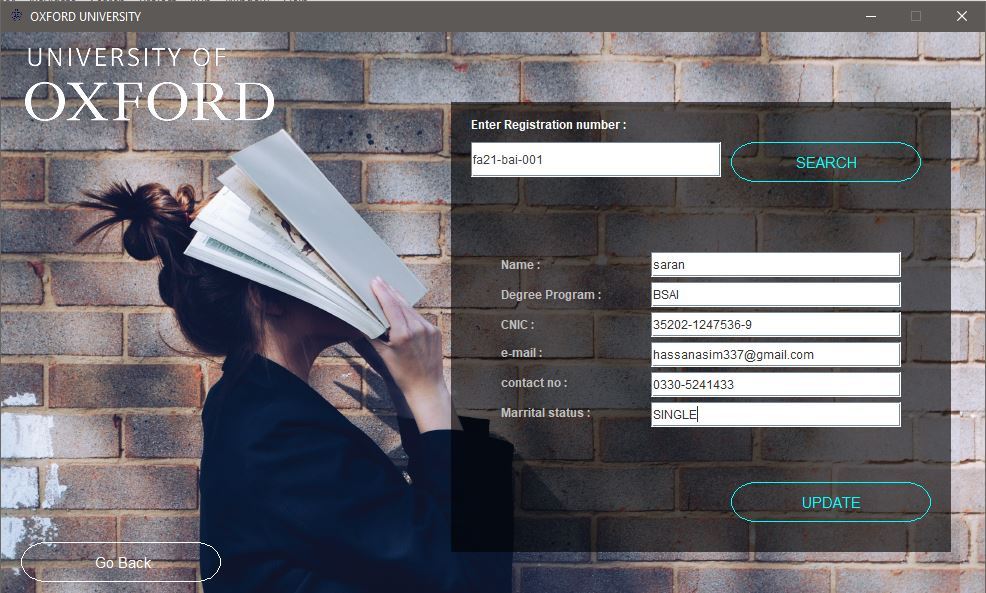 OXFORD UNIVERSITY
UNIVERSITY OF
OXFORD
Enter Registration number :
fa21-bai-001
SEARCH
Name :
saran
Degree Program :
BSAI
CNIC :
35202-1247536-9
e-mail :
hassanasim337@gmail.com
contact no :
0330-5241433
Marrital status :
SINGLE
UPDATE
Go Back